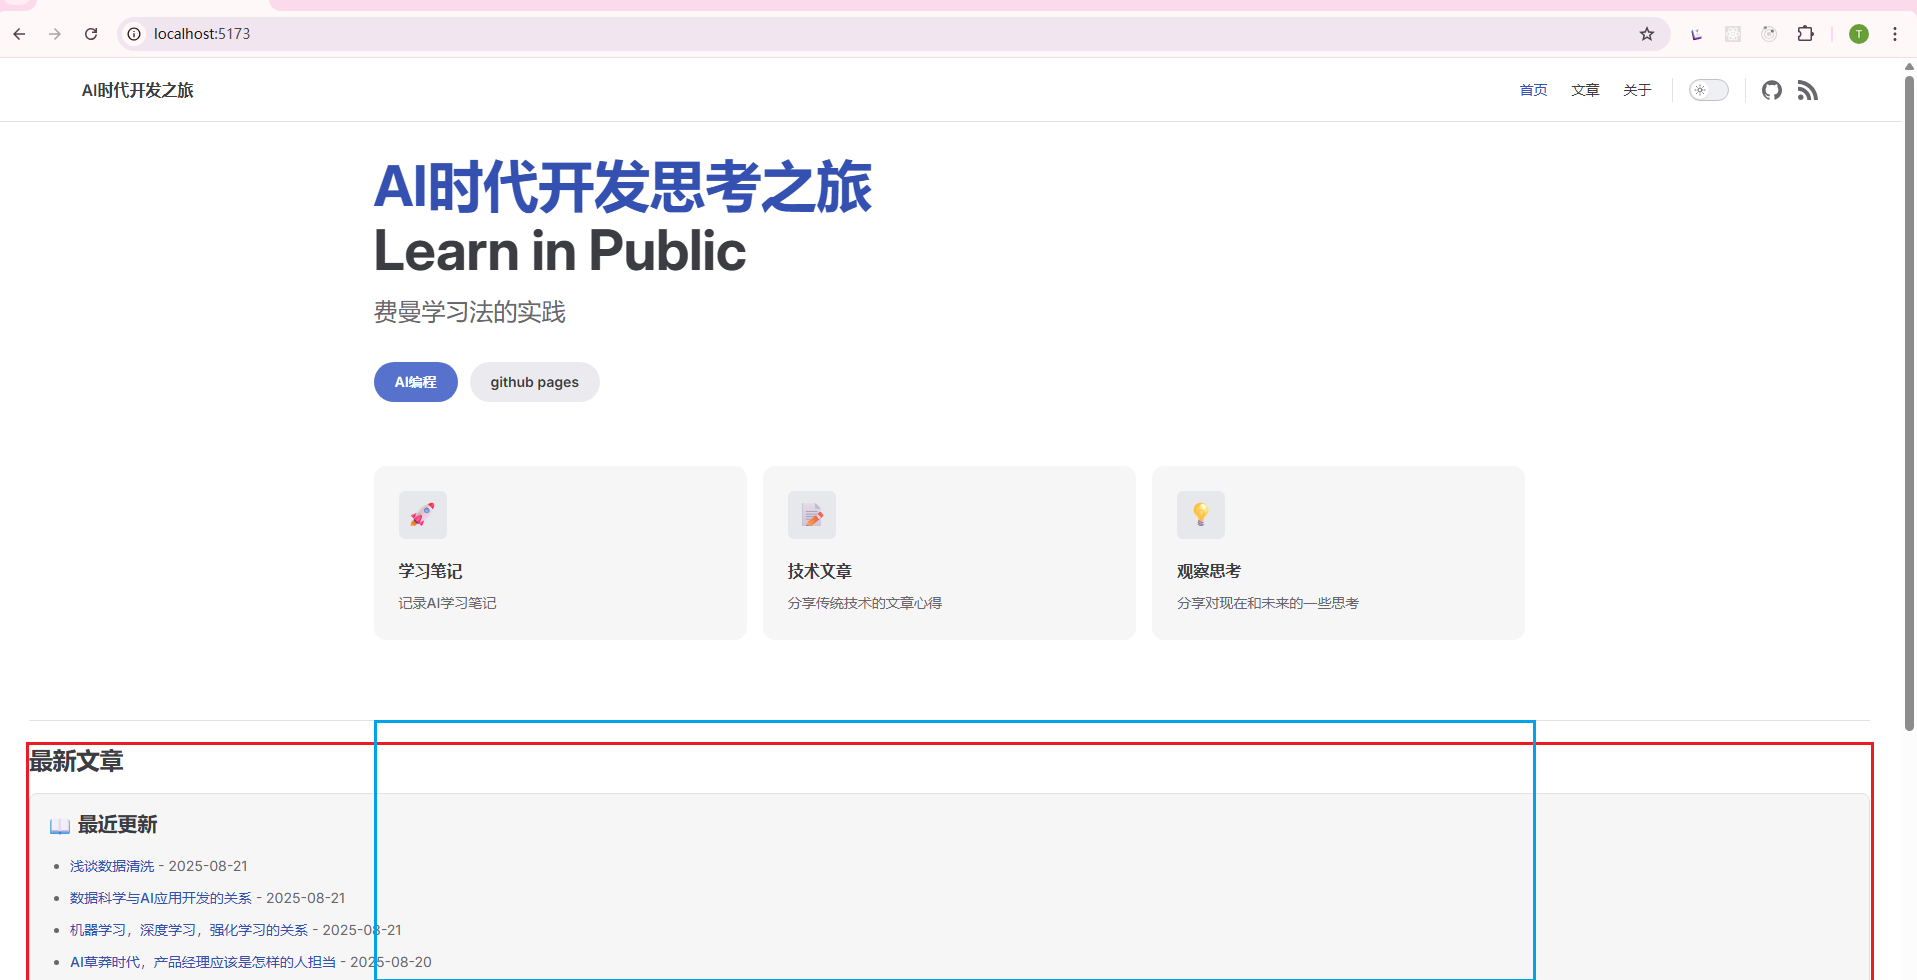 localhost:5173
T
AI时代开发之旅
首页 文章 关于
AI时代开发思考之旅
Learn in Public
费曼学习法的实践
AI编程 github pages
学习笔记
记录AI学习笔记
技术文章
分享传统技术的文章心得
观察思考
分享对现在和未来的一些思考
最新文章
📖 最近更新
浅谈数据清洗 - 2025-08-21
数据科学与AI应用开发的关系 - 2025-08-21
机器学习，深度学习，强化学习的关系 - 2025-08-21
AI草莽时代，产品经理应该是怎样的人担当 - 2025-08-20